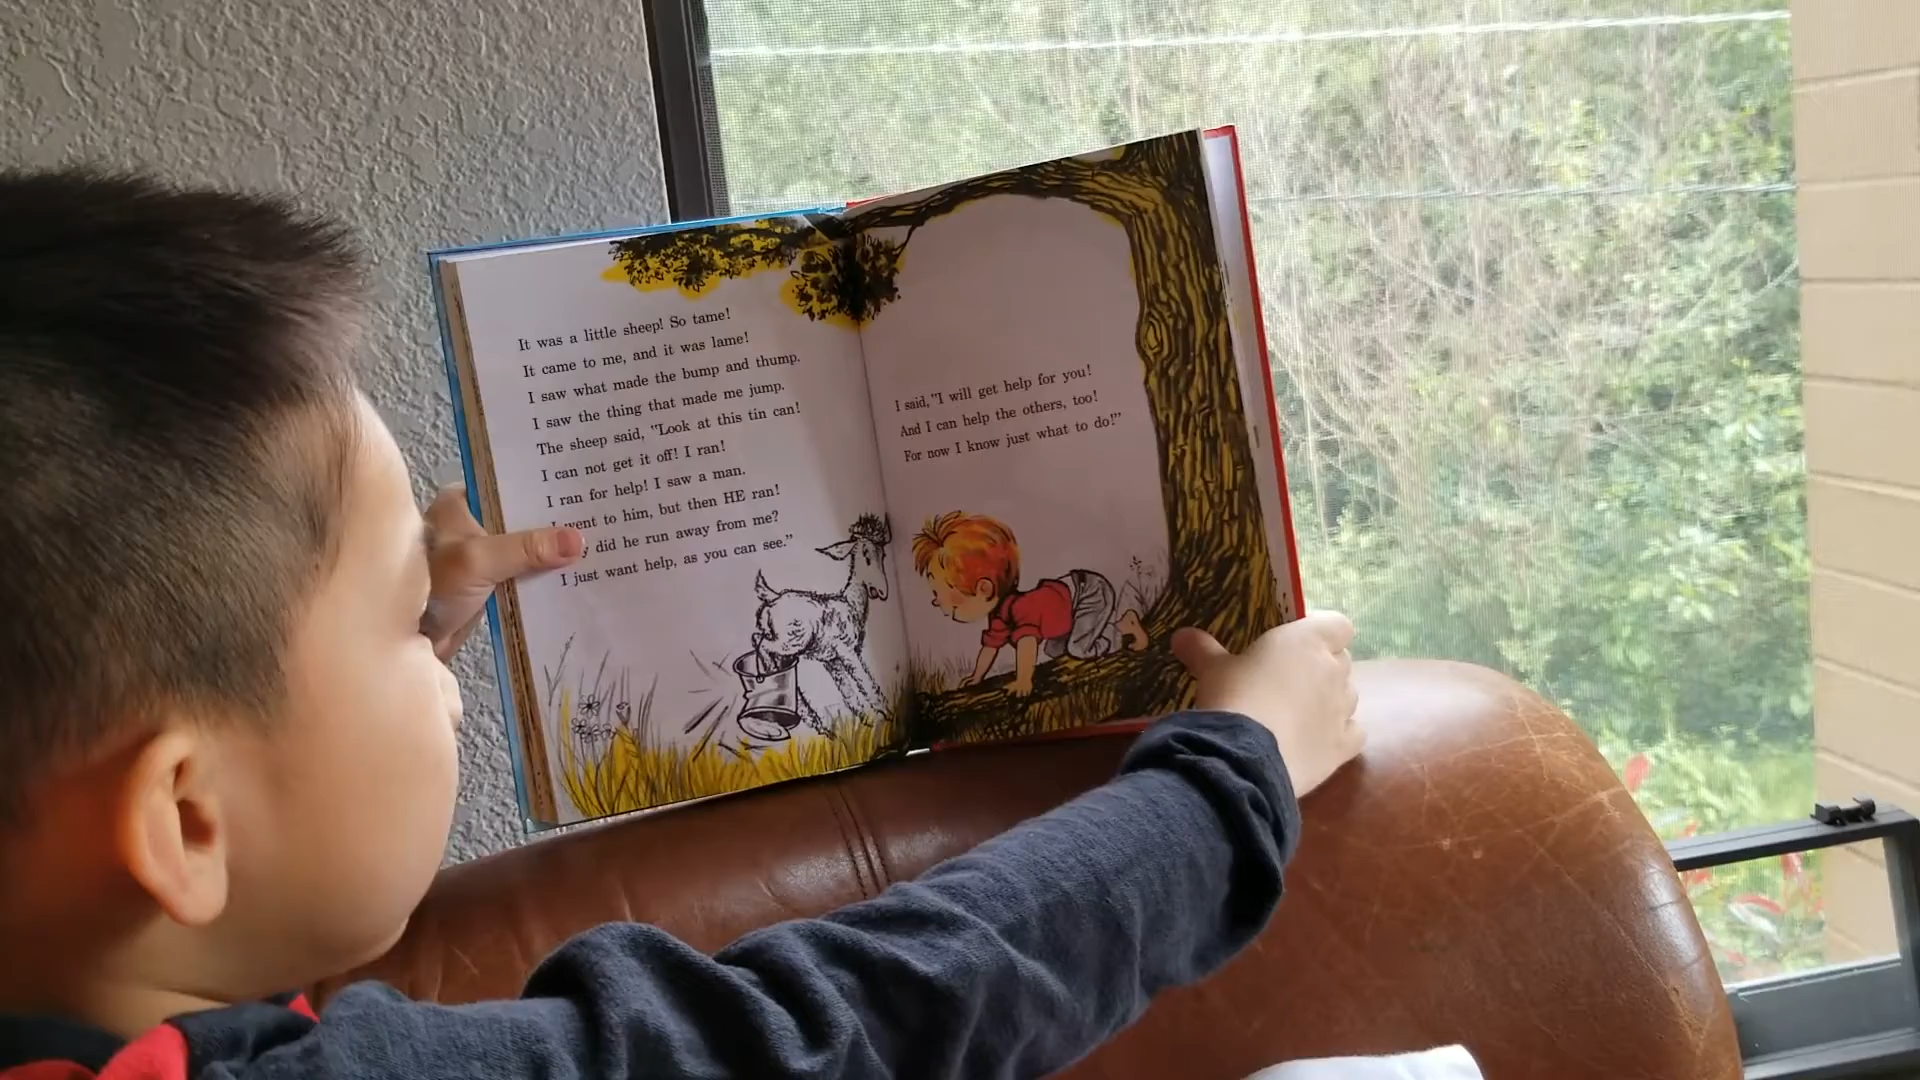 It was a little sheep! So tame!
It came to me, and it was lame!
I saw what made the bump and thump.
I saw the thing that made me jump.
The sheep said, "Look at this tin can!
I can not get it off! I ran!
I ran for help! I saw a man.
I went to him, but then HE ran!
did he run away from me?
I just want help, as you can see."
I said, "I will get help for you!
And I can help the others, too!
For now I know just what to do!"